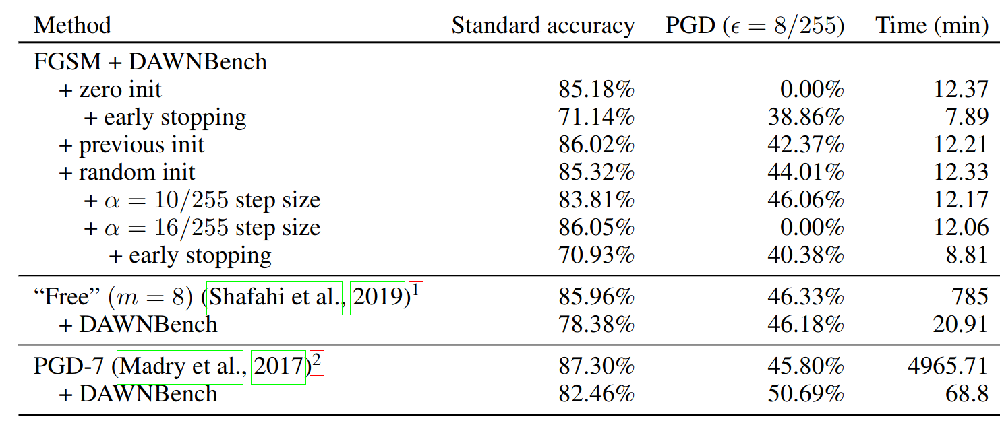 Method Standard accuracy PGD (ϵ = 8/255) Time (min)
FGSM + DAWNBench
+ zero init 85.18% 0.00% 12.37
+ early stopping 71.14% 38.86% 7.89
+ previous init 86.02% 42.37% 12.21
+ random init 85.32% 44.01% 12.33
+ α = 10/255 step size 83.81% 46.06% 12.17
+ α = 16/255 step size 86.05% 0.00% 12.06
+ early stopping 70.93% 40.38% 8.81
“Free” (m = 8) (Shafahi et al., 2019)¹ 85.96% 46.33% 785
+ DAWNBench 78.38% 46.18% 20.91
PGD-7 (Madry et al., 2017)² 87.30% 45.80% 4965.71
+ DAWNBench 82.46% 50.69% 68.8